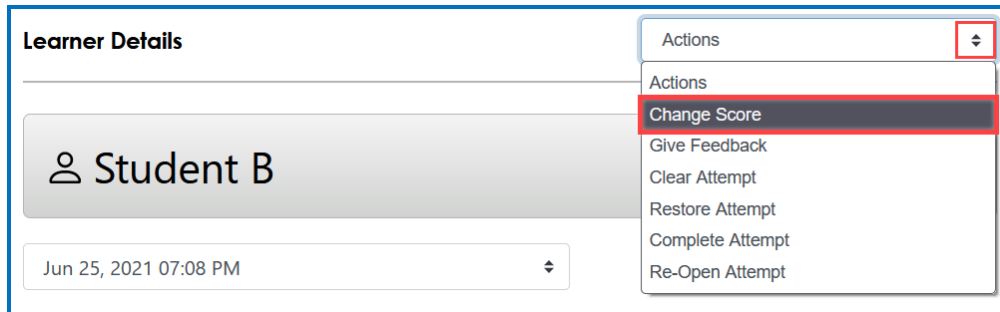 Learner Details
Actions
Actions
Change Score
Give Feedback
Clear Attempt
Restore Attempt
Complete Attempt
Re-Open Attempt
Student B
Jun 25, 2021 07:08 PM